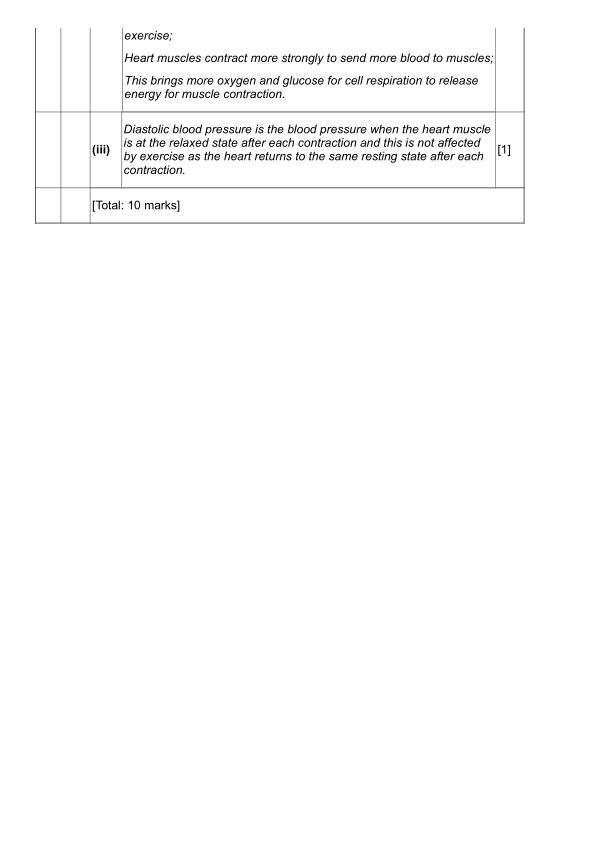 exercise;
Heart muscles contract more strongly to send more blood to muscles;
This brings more oxygen and glucose for cell respiration to release
energy for muscle contraction.
(iii)
Diastolic blood pressure is the blood pressure when the heart muscle
is at the relaxed state after each contraction and this is not affected
by exercise as the heart returns to the same resting state after each
contraction.
[1]
[Total: 10 marks]